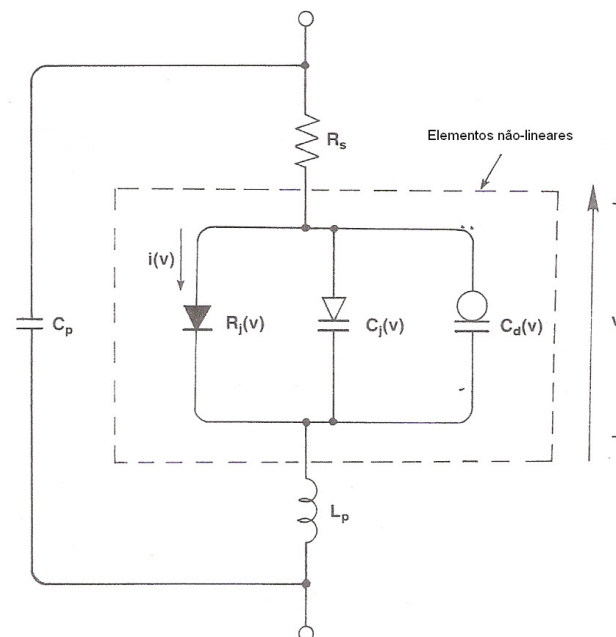 Elementos não-lineares
R_s
i(v)
R_j(v)
C_j(v)
C_d(v)
C_p
v
L_p